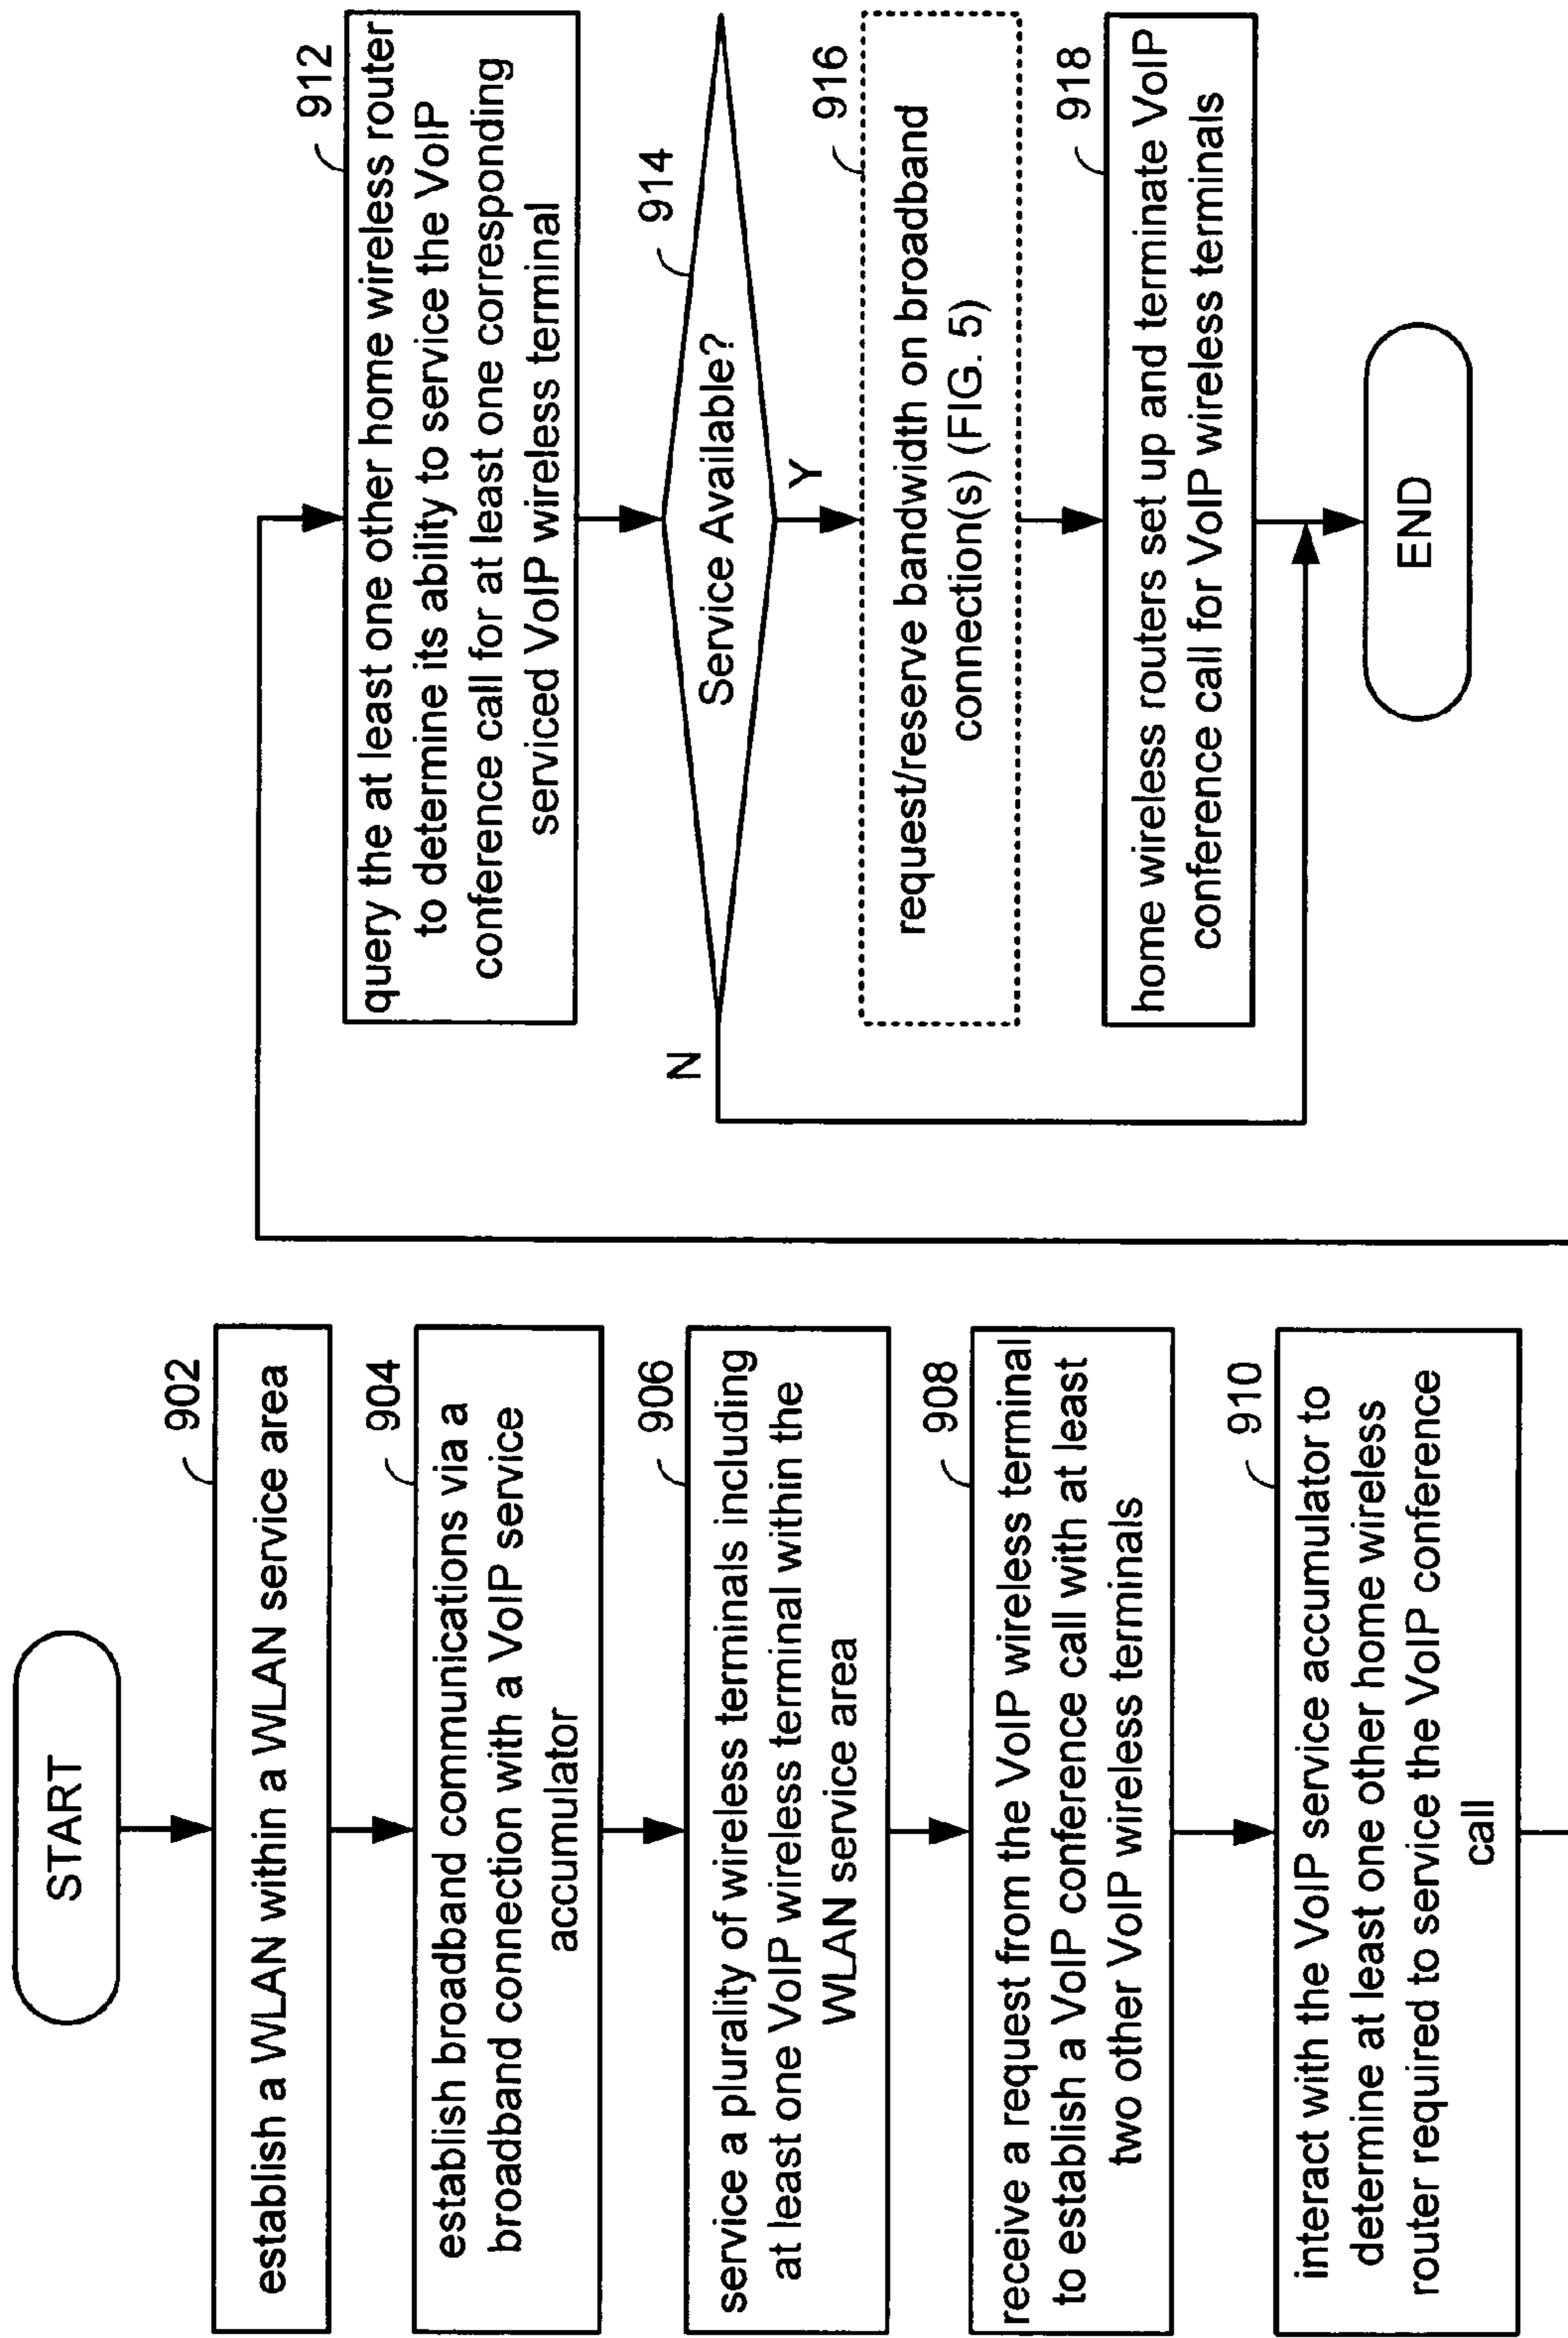 START
902
establish a WLAN within a WLAN service area
904
establish broadband communications via a
broadband connection with a VoIP service
accumulator
906
service a plurality of wireless terminals including
at least one VoIP wireless terminal within the
WLAN service area
908
receive a request from the VoIP wireless terminal
to establish a VoIP conference call with at least
two other VoIP wireless terminals
910
interact with the VoIP service accumulator to
determine at least one other home wireless
router required to service the VoIP conference
call
912
query the at least one other home wireless router
to determine its ability to service the VoIP
conference call for at least one corresponding
serviced VoIP wireless terminal
914
Service Available?
N
Y
916
request/reserve bandwidth on broadband
connection(s) (FIG. 5)
918
home wireless routers set up and terminate VoIP
conference call for VoIP wireless terminals
END